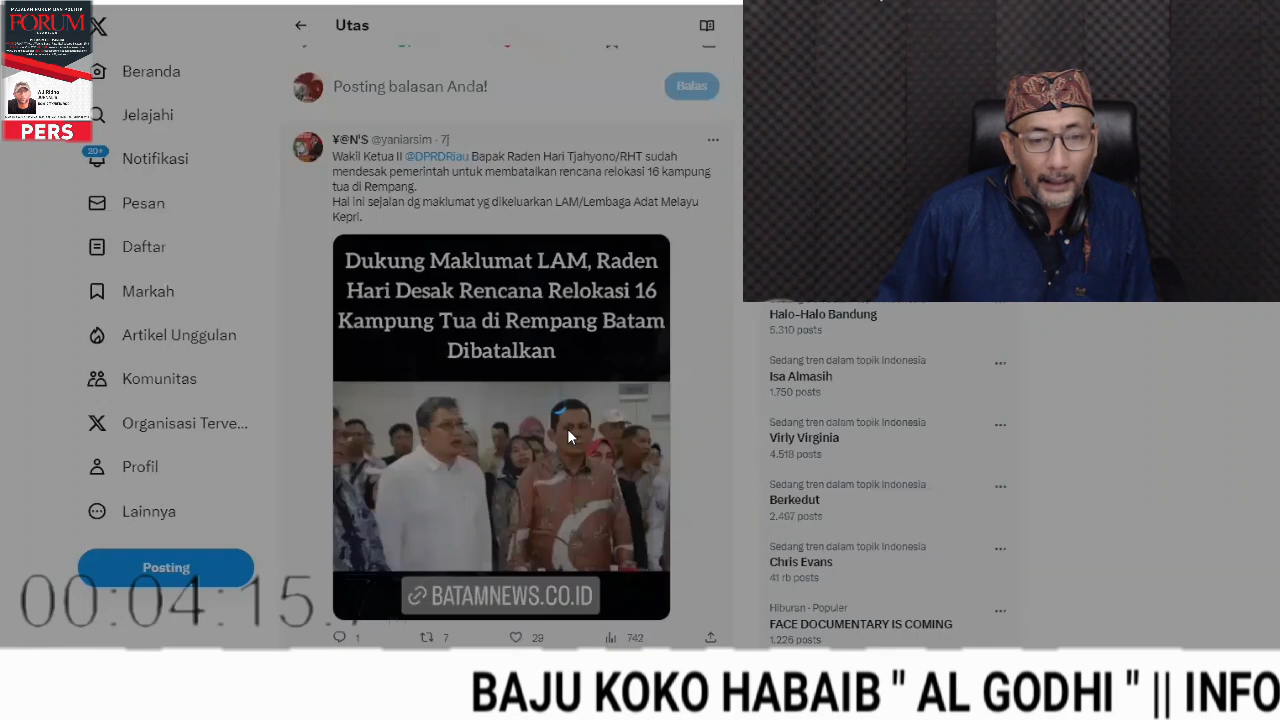 MAJALAH HUKUM DAN POLITIK
FORUM
PERS
Utas
Beranda
Jelajahi
29+
Notifikasi
Pesan
Daftar
Markah
Artikel Unggulan
Komunitas
Organisasi Terve...
Profil
Lainnya
Posting
00:04:15.
Posting balasan Anda!
Balas
¥@N'S @yaniarsim · 7j
Wakil Ketua II @DPRDRiau Bapak Raden Hari Tjahyono/RHT sudah
mendesak pemerintah untuk membatalkan rencana relokasi 16 kampung
tua di Rempang.
Hal ini sejalan dg maklumat yg dikeluarkan LAM/Lembaga Adat Melayu
Kepri.
Dukung Maklumat LAM, Raden
Hari Desak Rencana Relokasi 16
Kampung Tua di Rempang Batam
Dibatalkan
BATAMNEWS.CO.ID
1 7 29 742
Halo-Halo Bandung
5.310 posts
Sedang tren dalam topik Indonesia
Isa Almasih
1.750 posts
Sedang tren dalam topik Indonesia
Virly Virginia
4.518 posts
Sedang tren dalam topik Indonesia
Berkedut
2.497 posts
Sedang tren dalam topik Indonesia
Chris Evans
41 rb posts
Hiburan · Populer
FACE DOCUMENTARY IS COMING
1.226 posts
BAJU KOKO HABAIB " AL GODHI " || INFO